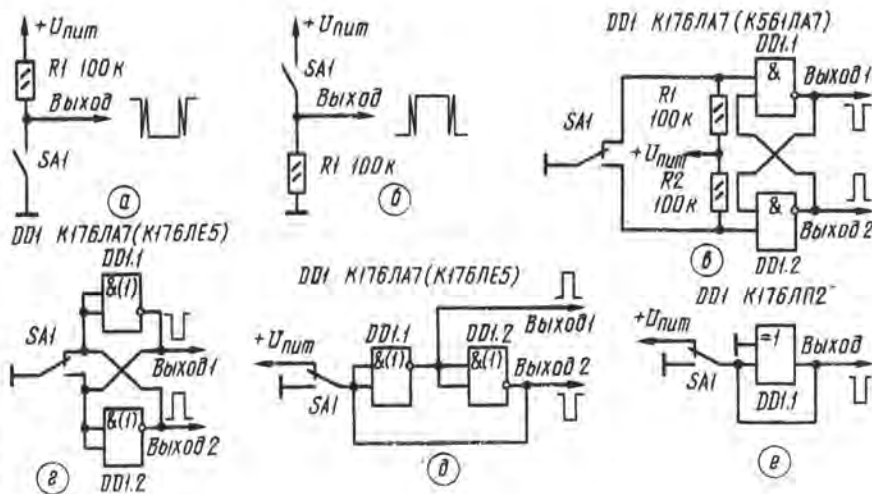 +Uпит
R1 100к
Выход
SA1
а
+Uпит
SA1
Выход
R1 100к
б
DD1 К176ЛА7 (К561ЛА7)
DD1.1
&
Выход 1
R1
100к
SA1
+Uпит
R2
100к
&
Выход 2
DD1.2
в
DD1 К176ЛА7 (К176ЛЕ5)
DD1.1
&(1)
SA1
Выход 1
&(1)
Выход 2
DD1.2
г
DD1 К176ЛА7 (К176ЛЕ5)
+Uпит
DD1.1
DD1.2
Выход 1
&(1)
&(1)
Выход 2
SA1
д
DD1 К176ЛП2
+Uпит
=1
Выход
SA1
DD1.1
е